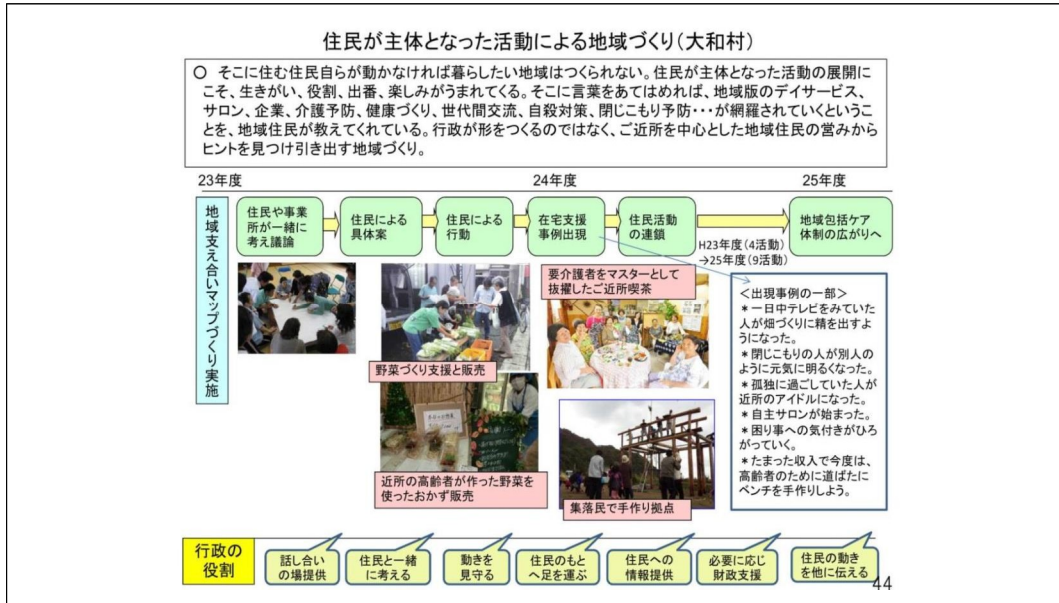 住民が主体となった活動による地域づくり（大和村）
○ そこに住む住民自らが動かなければ暮らしたい地域はつくられない。住民が主体となった活動の展開に
こそ、生きがい、役割、出番、楽しみがうまれてくる。そこに言葉をあてはめれば、地域版のデイサービス、
サロン、企業、介護予防、健康づくり、世代間交流、自殺対策、閉じこもり予防・・・が網羅されていくというこ
とを、地域住民が教えてくれている。行政が形をつくるのではなく、ご近所を中心とした地域住民の営みから
ヒントを見つけ引き出す地域づくり。
23年度
24年度
25年度
地域支え合いマップづくり実施
住民や事業
所が一緒に
考え議論
住民による
具体案
住民による
行動
在宅支援
事例出現
住民活動
の連鎖
H23年度（4活動）
→25年度（9活動）
地域包括ケア
体制の広がりへ
野菜づくり支援と販売
近所の高齢者が作った野菜を
使ったおかず販売
要介護者をマスターとして
抜擢したご近所喫茶
集落民で手作り拠点
＜出現事例の一部＞
＊一日中テレビをみていた
人が畑づくりに精を出すよ
うになった。
＊閉じこもりの人が別人の
ように元気に明るくなった。
＊孤独に過ごしていた人が
近所のアイドルになった。
＊自主サロンが始まった。
＊困り事への気付きがひろ
がっていく。
＊たまった収入で今度は、
高齢者のために道ばたに
ベンチを手作りしよう。
行政の
役割
話し合い
の場提供
住民と一緒
に考える
動きを
見守る
住民のもと
へ足を運ぶ
住民への
情報提供
必要に応じ
財政支援
住民の動き
を他に伝える
44